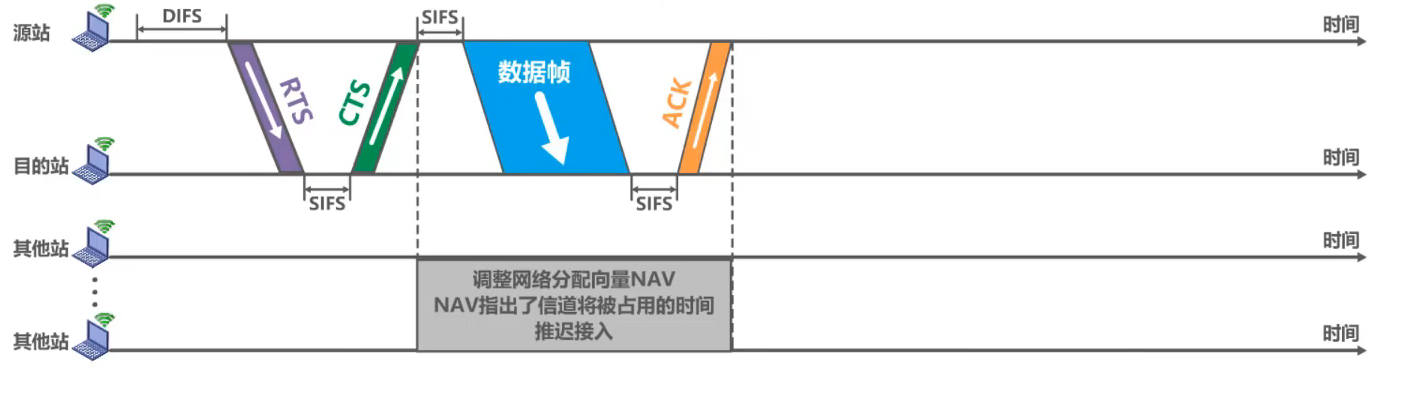 DIFS
SIFS
时间
源站
RTS
CTS
数据帧
ACK
时间
目的站
SIFS
SIFS
时间
其他站
调整网络分配向量NAV
NAV指出了信道将被占用的时间
推迟接入
时间
其他站